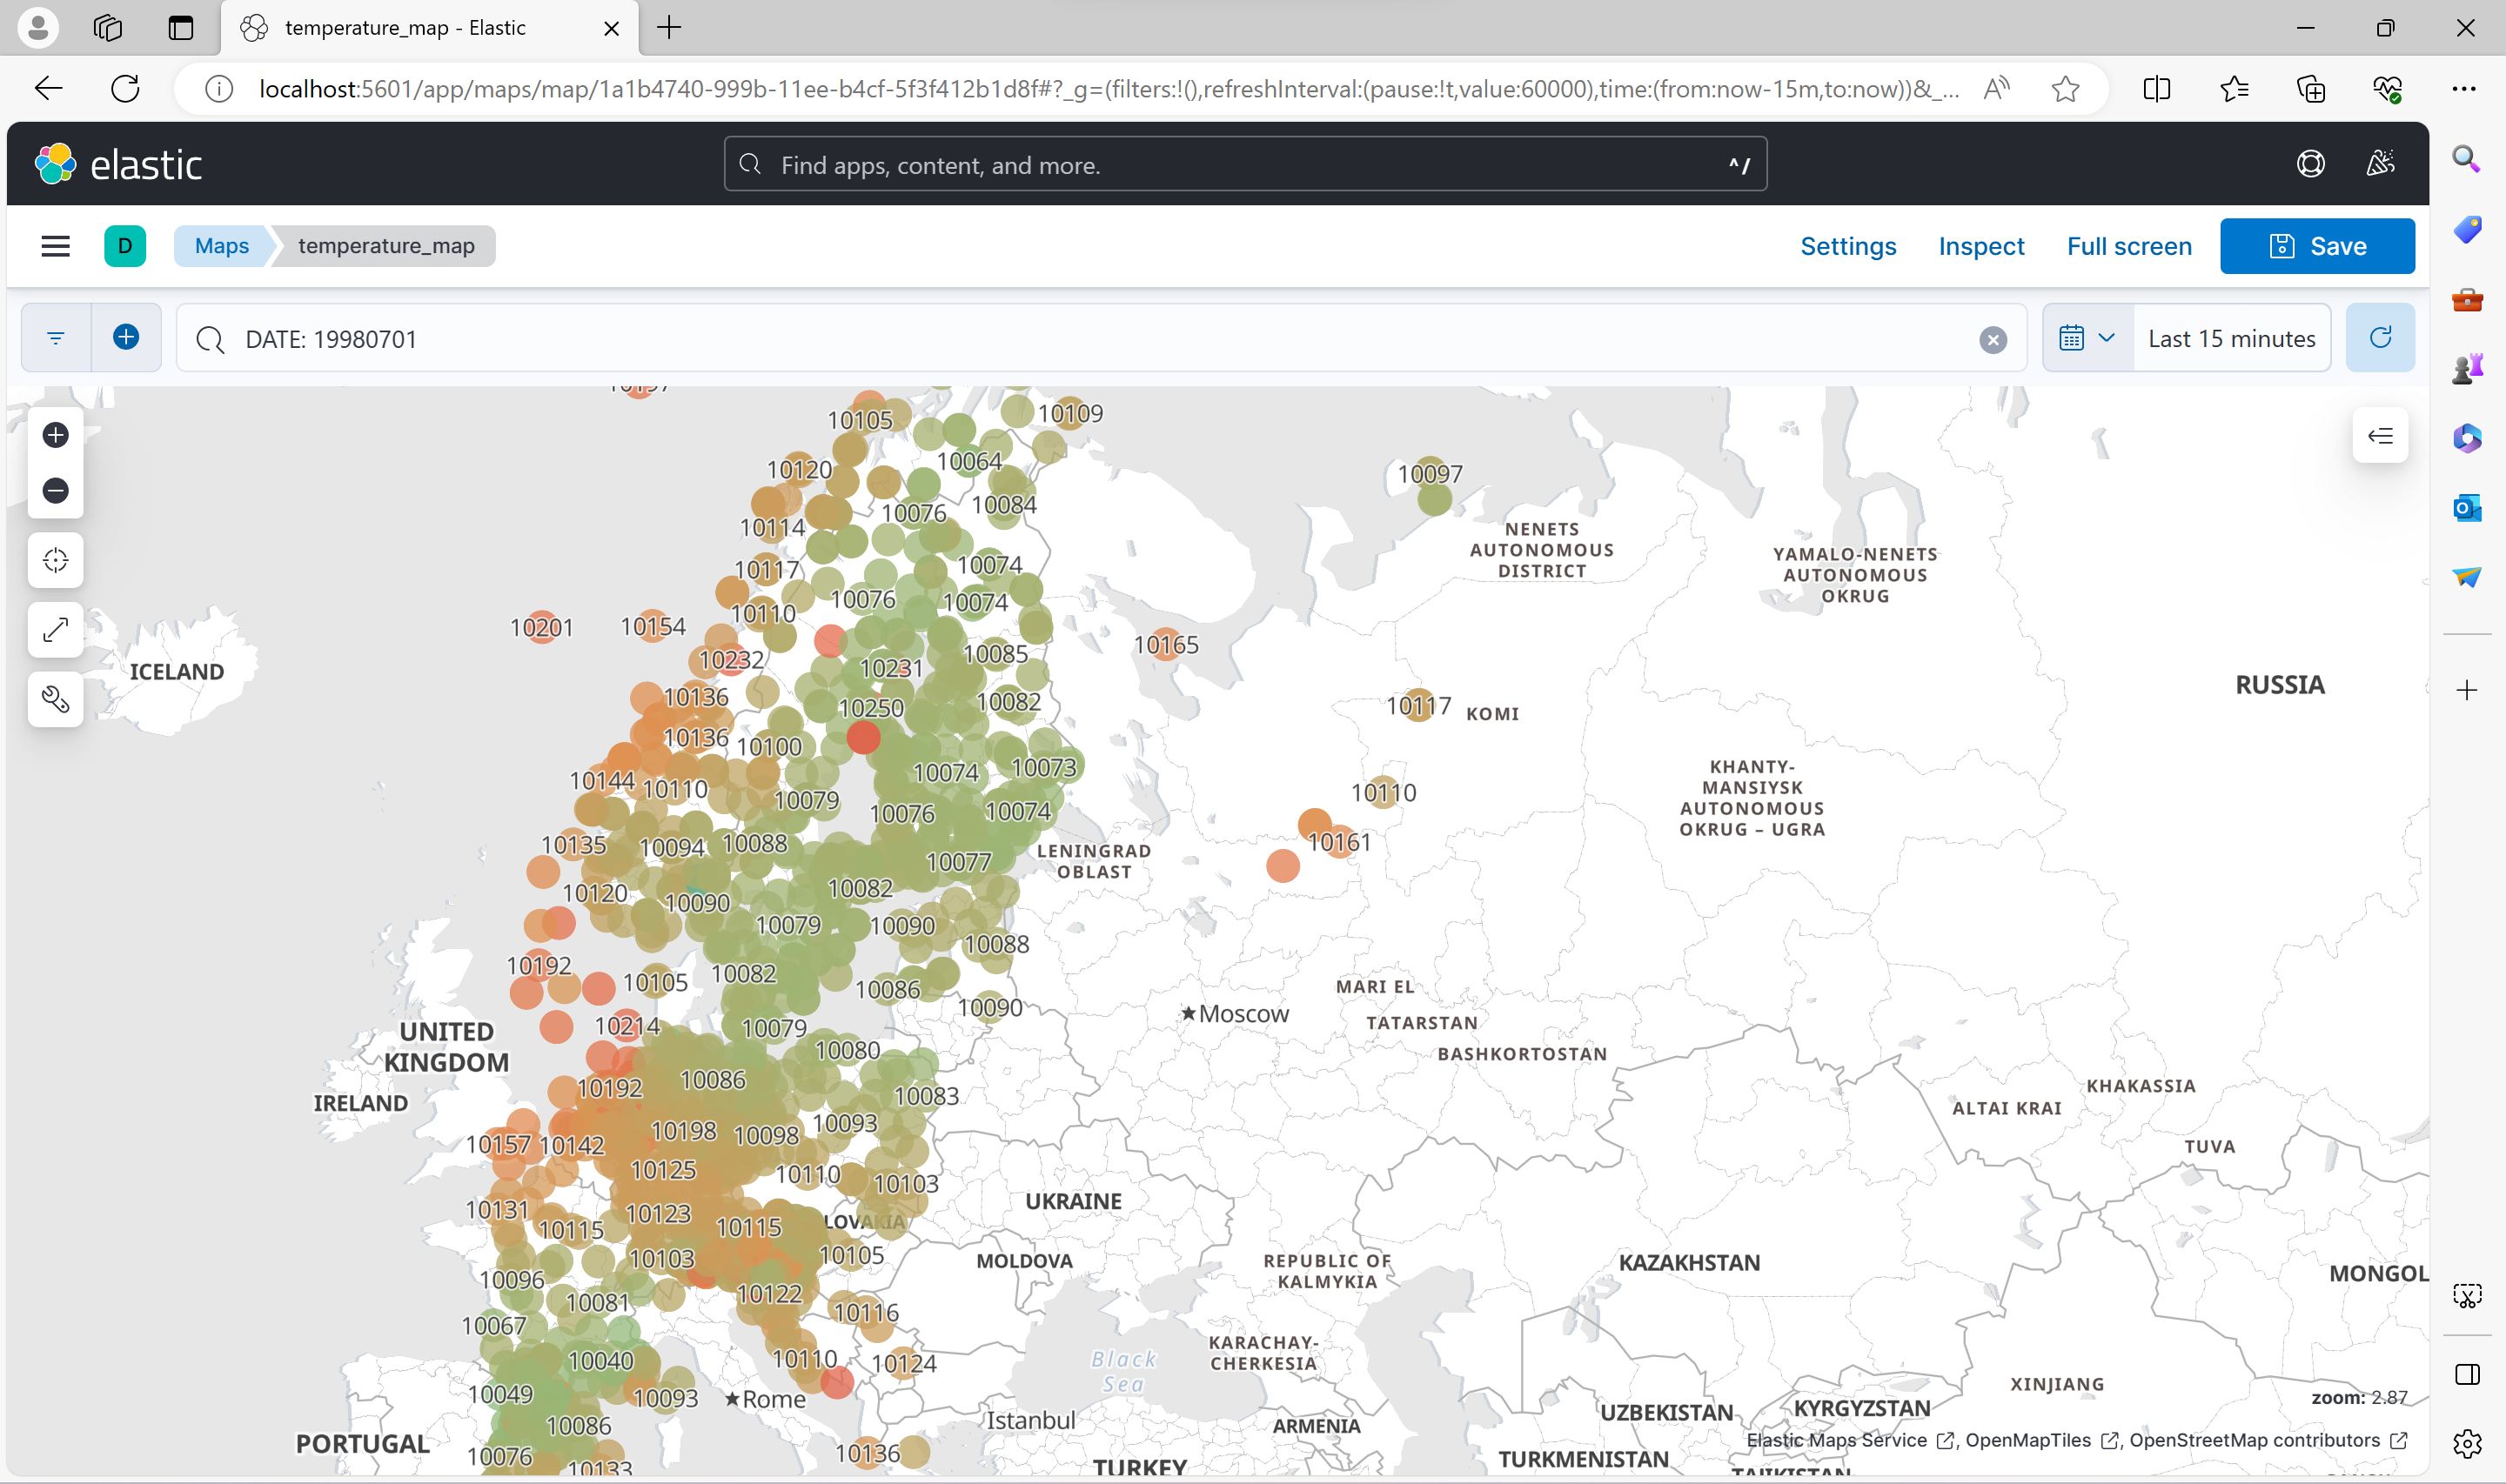 temperature_map - Elastic
localhost:5601/app/maps/map/1a1b4740-999b-11ee-b4cf-5f3f412b1d8f#?_g=(filters:!(),refreshInterval:(pause:!t,value:60000),time:(from:now-15m,to:now))&_...
elastic
Find apps, content, and more.
^/
D
Maps
temperature_map
Settings
Inspect
Full screen
Save
DATE: 19980701
Last 15 minutes
10105
10109
10120
10064
10097
10114
10076
10084
NENETS
AUTONOMOUS
DISTRICT
YAMALO-NENETS
AUTONOMOUS
OKRUG
10117
10074
10076
10074
10110
10201
10154
10165
10232
10231
10085
ICELAND
RUSSIA
10136
10250
10082
10117
KOMI
10136
10100
10144
10110
10074
10073
KHANTY-
MANSIYSK
AUTONOMOUS
OKRUG – UGRA
10079
10076
10074
10110
10135
10094
10088
10161
LENINGRAD
OBLAST
10077
10120
10090
10082
10079
10090
10088
10192
10105
10082
10086
10090
MARI EL
Moscow
TATARSTAN
UNITED
KINGDOM
10214
10079
10080
BASHKORTOSTAN
IRELAND
10192
10086
10083
KHAKASSIA
ALTAI KRAI
10157
10142
10198
10098
10093
TUVA
10125
10110
10103
10131
10115
10123
10115
LOVAKIA
UKRAINE
10103
10105
MOLDOVA
REPUBLIC OF
KALMYKIA
KAZAKHSTAN
MONGOL
10096
10081
10122
10116
10067
10040
10110
10124
KARACHAY-
CHERKESIA
Black
Sea
10049
10093
Rome
XINJIANG
zoom: 2.87
10086
Istanbul
ARMENIA
UZBEKISTAN
KYRGYZSTAN
PORTUGAL
10076
10133
10136
TURKEY
TURKMENISTAN
Elastic Maps Service , OpenMapTiles , OpenStreetMap contributors